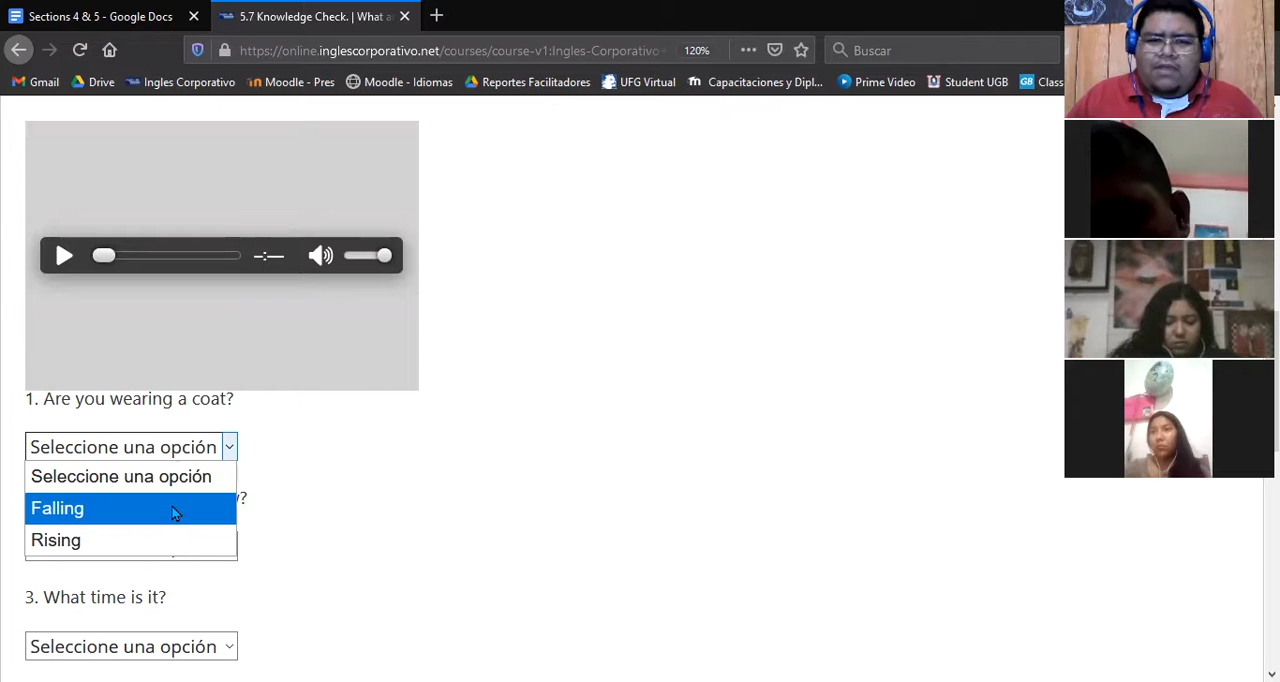 Sections 4 & 5 - Google Docs
5.7 Knowledge Check. | What a
https://online.inglescorporativo.net/courses/course-v1:Ingles-Corporativo
120%
Buscar
Gmail
Drive
Ingles Corporativo
Moodle - Pres
Moodle - Idiomas
Reportes Facilitadores
UFG Virtual
Capacitaciones y Dipl...
Prime Video
Student UGB
GB
Class
-:--
1. Are you wearing a coat?
Seleccione una opción
Seleccione una opción
?
Falling
Rising
3. What time is it?
Seleccione una opción